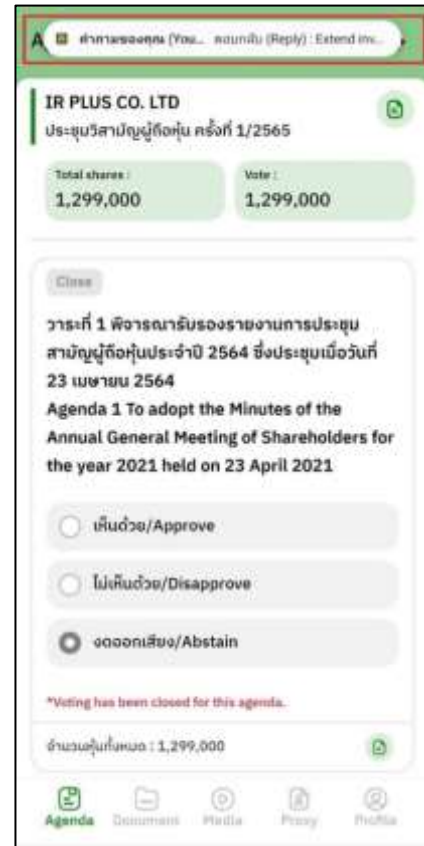 A คำถามของคุณ (You... ตอบกลับ (Reply) : Extend inv...
IR PLUS CO. LTD
ประชุมวิสามัญผู้ถือหุ้น ครั้งที่ 1/2565
Total shares : Vote :
1,299,000 1,299,000
Close
วาระที่ 1 พิจารณารับรองรายงานการประชุม
สามัญผู้ถือหุ้นประจำปี 2564 ซึ่งประชุมเมื่อวันที่
23 เมษายน 2564
Agenda 1 To adopt the Minutes of the
Annual General Meeting of Shareholders for
the year 2021 held on 23 April 2021
เห็นด้วย/Approve
ไม่เห็นด้วย/Disapprove
งดออกเสียง/Abstain
*Voting has been closed for this agenda.
จำนวนหุ้นทั้งหมด : 1,299,000
Agenda Document Media Proxy Profile